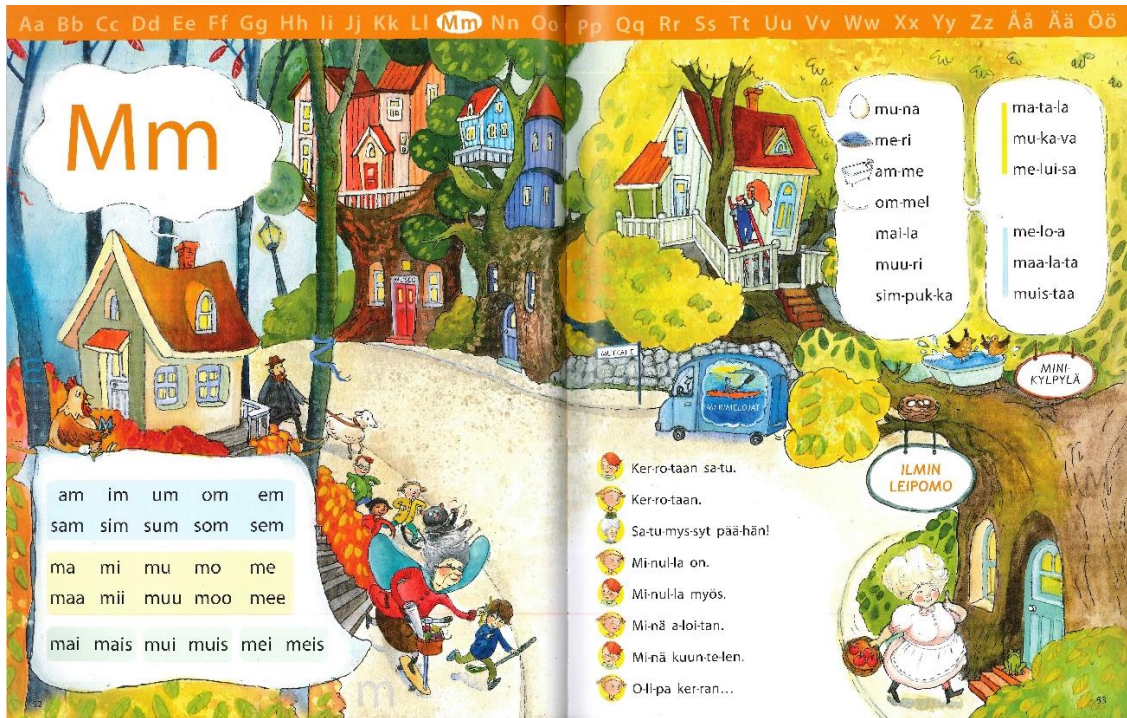 Aa Bb Cc Dd Ee Ff Gg Hh Ii Jj Kk Ll Mm Nn Oo Pp Qq Rr Ss Tt Uu Vv Ww Xx Yy Zz Åå Ää Öö
Mm
am im um om em
sam sim sum som sem
ma mi mu mo me
maa mii muu moo mee
mai mais mui muis mei meis
m
52
mu-na
me-ri
am-me
om-mel
mai-la
muu-ri
sim-puk-ka
ma-ta-la
mu-ka-va
me-lui-sa
me-lo-a
maa-la-ta
muis-taa
MERIMELOJAT
MINI-
KYLPYLÄ
ILMIN
LEIPOMO
Ker-ro-taan sa-tu.
Ker-ro-taan.
Sa-tu-mys-syt pää-hän!
Mi-nul-la on.
Mi-nul-la myös.
Mi-nä a-loi-tan.
Mi-nä kuun-te-len.
O-li-pa ker-ran...
53